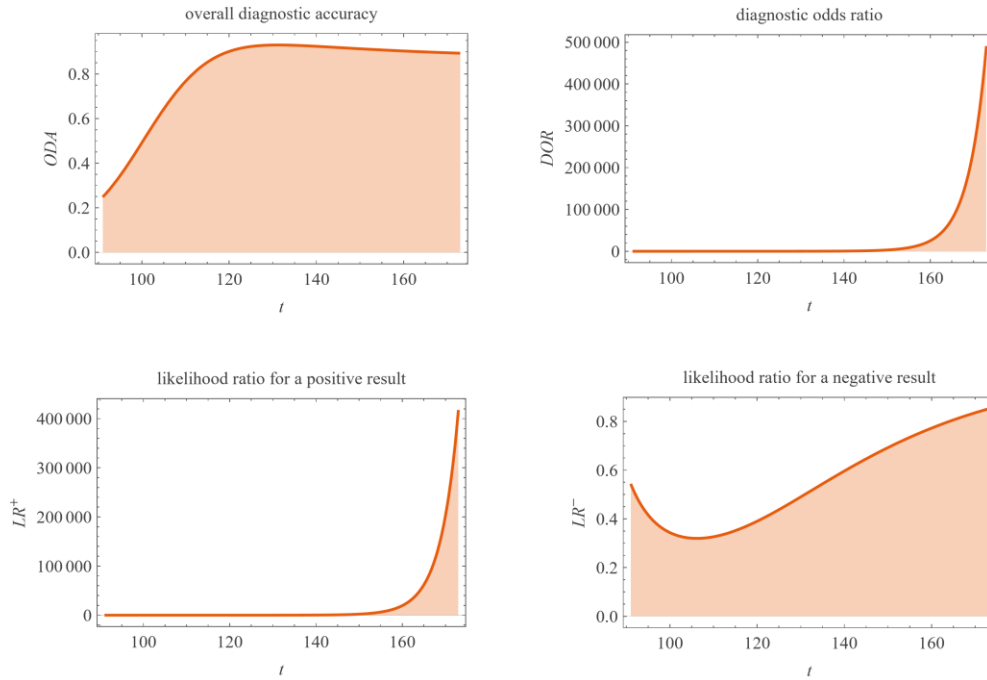 overall diagnostic accuracy
ODA
0.8
0.6
0.4
0.2
0.0
100 120 140 160
t
diagnostic odds ratio
DOR
500 000
400 000
300 000
200 000
100 000
0
100 120 140 160
t
likelihood ratio for a positive result
LR+
400 000
300 000
200 000
100 000
0
100 120 140 160
t
likelihood ratio for a negative result
LR−
0.8
0.6
0.4
0.2
0.0
100 120 140 160
t